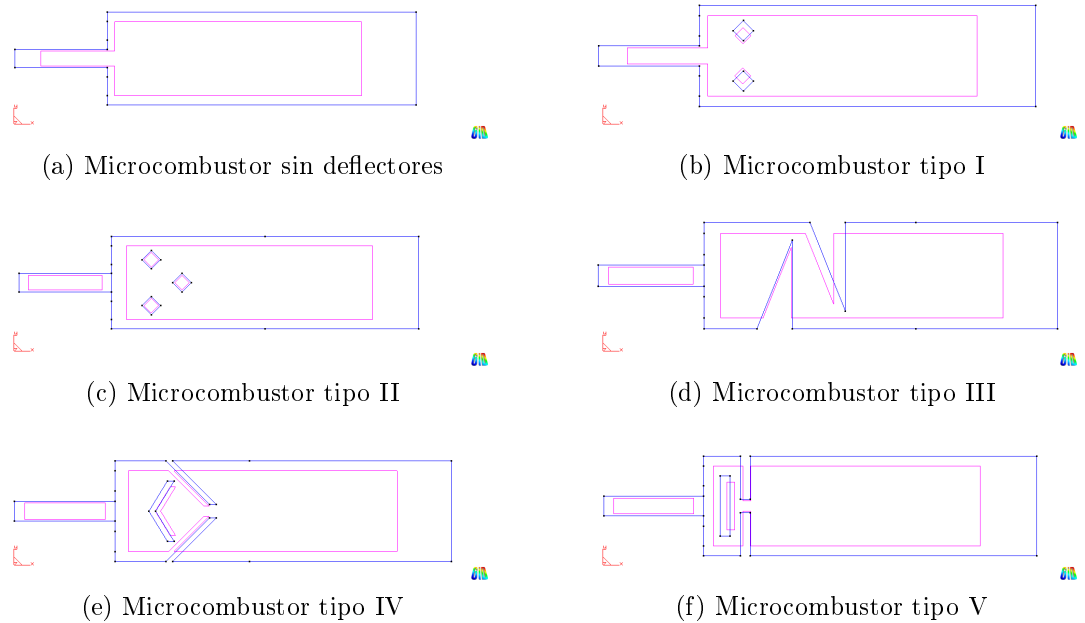 (a) Microcombustor sin deflectores
(b) Microcombustor tipo I
(c) Microcombustor tipo II
(d) Microcombustor tipo III
(e) Microcombustor tipo IV
(f) Microcombustor tipo V